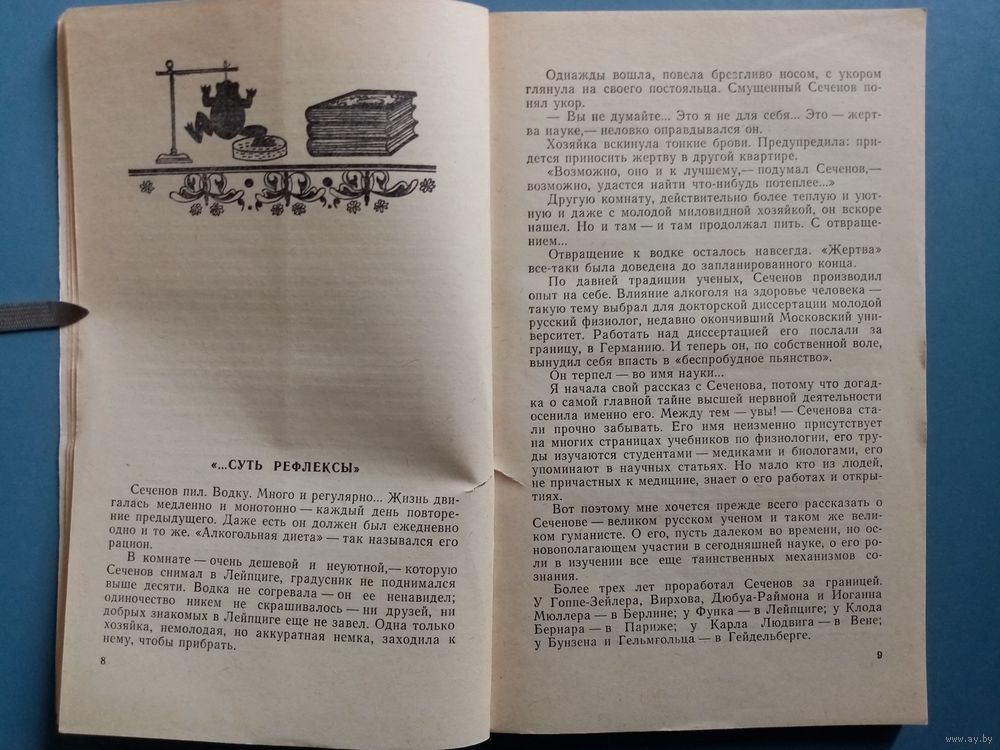 «...СУТЬ РЕФЛЕКСЫ»
Сеченов пил. Водку. Много и регулярно... Жизнь дви-
галась медленно и монотонно — каждый день повторе-
ние предыдущего. Даже есть он должен был ежедневно
одно и то же. «Алкогольная диета» — так назывался его
рацион.
В комнате — очень дешевой и неуютной,— которую
Сеченов снимал в Лейпциге, градусник не поднимался
выше десяти. Водка не согревала — он ее ненавидел;
одиночество никем не скрашивалось — ни друзей, ни
добрых знакомых в Лейпциге еще не завел. Одна только
хозяйка, немолодая, но аккуратная немка, заходила к
нему, чтобы прибрать.
8
Однажды вошла, повела брезгливо носом, с укором
глянула на своего постояльца. Смущенный Сеченов по-
нял укор.
— Вы не думайте... Это я не для себя... Это — жерт-
ва науке,— неловко оправдывался он.
Хозяйка вскинула тонкие брови. Предупредила: при-
дется приносить жертву в другой квартире.
«Возможно, оно и к лучшему,— подумал Сеченов,—
возможно, удастся найти что-нибудь потеплее...»
Другую комнату, действительно более теплую и уют-
ную и даже с молодой миловидной хозяйкой, он вскоре
нашел. Но и там — и там продолжал пить. С отвраще-
нием...
Отвращение к водке осталось навсегда. «Жертва»
все-таки была доведена до запланированного конца.
По давней традиции ученых, Сеченов производил
опыт на себе. Влияние алкоголя на здоровье человека —
такую тему выбрал для докторской диссертации молодой
русский физиолог, недавно окончивший Московский уни-
верситет. Работать над диссертацией его послали за
границу, в Германию. И теперь он, по собственной воле,
вынудил себя впасть в «беспробудное пьянство».
Он терпел — во имя науки...
Я начала свой рассказ с Сеченова, потому что догад-
ка о самой главной тайне высшей нервной деятельности
осенила именно его. Между тем — увы! — Сеченова ста-
ли прочно забывать. Его имя неизменно присутствует
на многих страницах учебников по физиологии, его тру-
ды изучаются студентами — медиками и биологами, его
упоминают в научных статьях. Но мало кто из людей,
не причастных к медицине, знает о его работах и откры-
тиях.
Вот поэтому мне хочется прежде всего рассказать о
Сеченове — великом русском ученом и таком же вели-
ком гуманисте. О его, пусть далеком во времени, но ос-
новополагающем участии в сегодняшней науке, о его ро-
ли в изучении все еще таинственных механизмов со-
знания.
Более трех лет проработал Сеченов за границей.
У Гоппе-Зейлера, Вирхова, Дюбуа-Раймона и Иоганна
Мюллера — в Берлине; у Функа — в Лейпциге; у Клода
Бернара — в Париже; у Карла Людвига — в Вене;
у Бунзена и Гельмгольца — в Гейдельберге.
9
www.ay.by